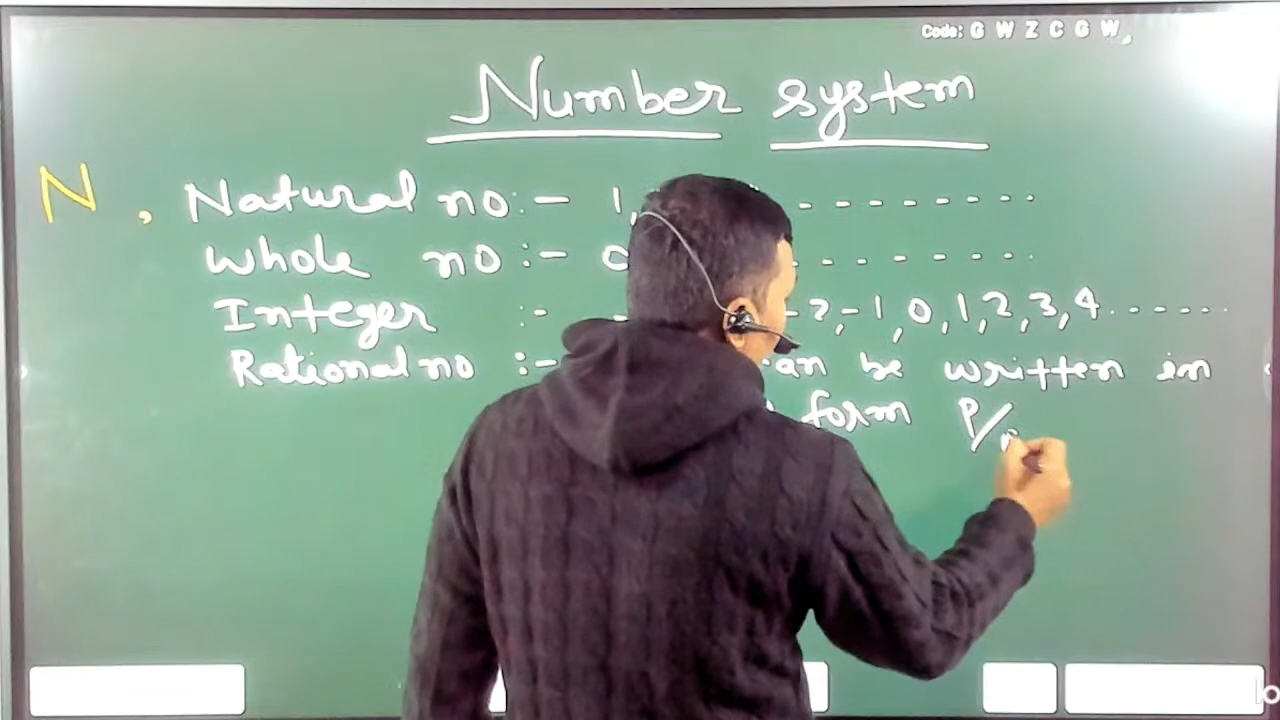 Code: G W Z C G W
Number system
N, Natural no :- 1, - - - - - - - - -
Whole no :- 0 - - - - - - - -
Integer :- - 2, -1, 0, 1, 2, 3, 4 . - - - - -
Rational no :- can be written in
form P/
lo